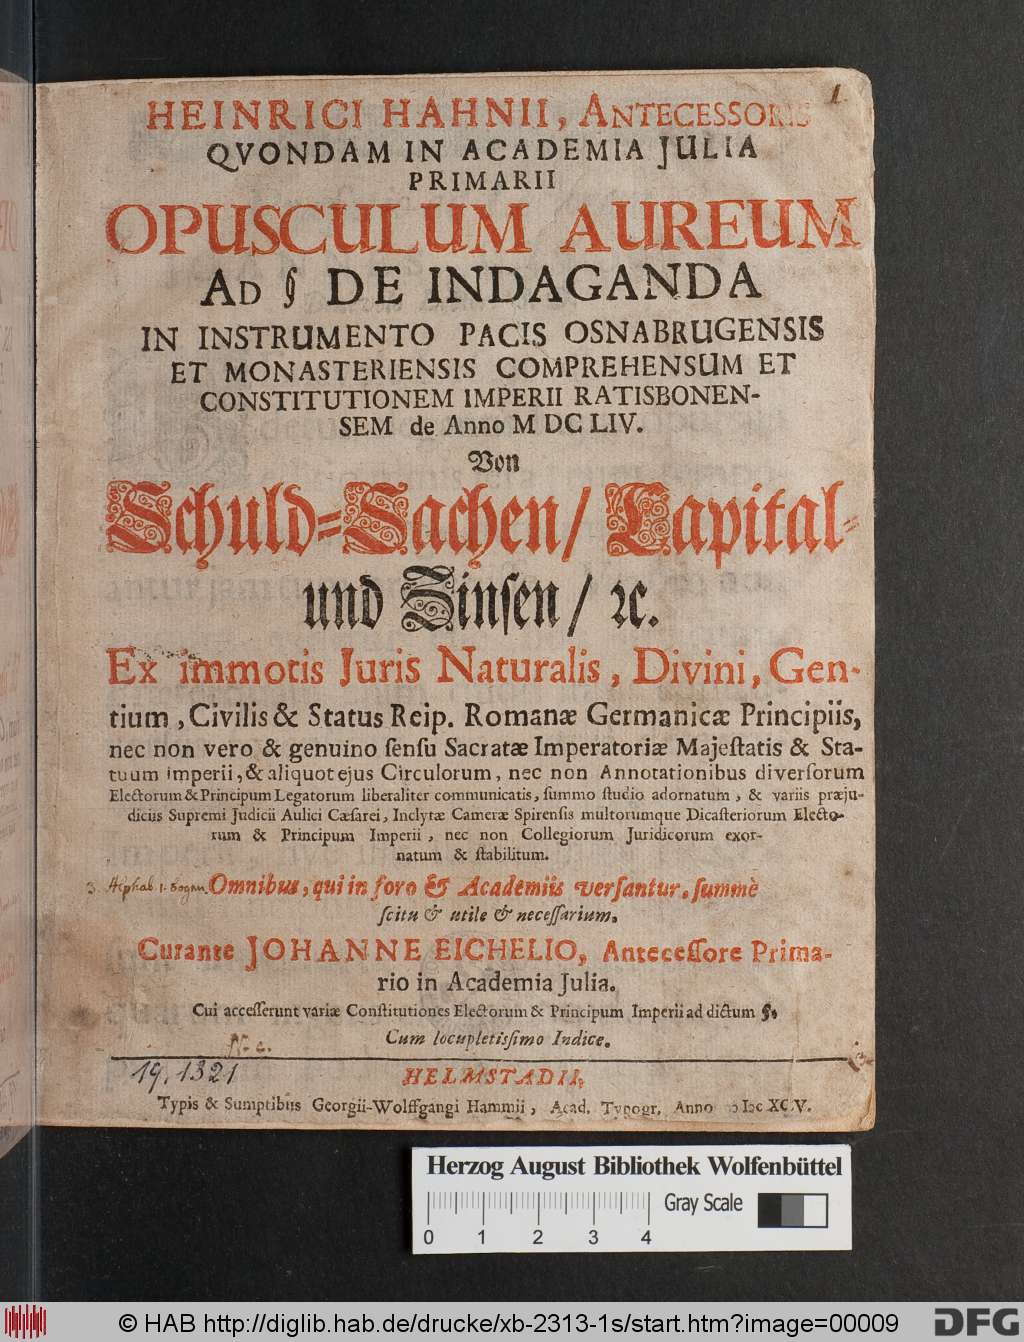 1.
HEINRICI HAHNII, ANTECESSORIS
QVONDAM IN ACADEMIA JULIA
PRIMARII
OPUSCULUM AUREUM
AD § DE INDAGANDA
IN INSTRUMENTO PACIS OSNABRUGENSIS
ET MONASTERIENSIS COMPREHENSUM ET
CONSTITUTIONEM IMPERII RATISBONEN-
SEM de Anno M DC LIV.
Von
Schuld-Sachen/ Capital-
und Zinsen/ ꝛc.
Ex immotis Juris Naturalis, Divini, Gen-
tium, Civilis & Status Reip. Romanæ Germanicæ Principiis,
nec non vero & genuino ſenſu Sacratæ Imperatoriæ Majeſtatis & Sta-
tuum imperii, & aliquot ejus Circulorum, nec non Annotationibus diverſorum
Electorum & Principum Legatorum liberaliter communicatis, ſummo ſtudio adornatum, & variis præju-
diciis Supremi Judicii Aulici Cæſarei, Inclytæ Cameræ Spirenſis multorumque Dicaſteriorum Electo-
rum & Principum Imperii, nec non Collegiorum Juridicorum exor-
natum & ſtabilitum.
3. Alphab. 1. bogen
Omnibus, qui in foro & Academiis verſantur, ſummè
ſcitu & utile & neceſſarium.
Curante JOHANNE EICHELIO, Anteceſſore Prima-
rio in Academia Julia.
Cui acceſſerunt variæ Conſtitutiones Electorum & Principum Imperii ad dictum §.
Cum locupletiſſimo Indice.
19, 1321
HELMSTADII,
Typis & Sumptibus Georgii-Wolffgangi Hammii, Acad. Typogr. Anno XCV.
Herzog August Bibliothek Wolfenbüttel
Gray Scale
0 1 2 3 4
© HAB http://diglib.hab.de/drucke/xb-2313-1s/start.htm?image=00009
DFG